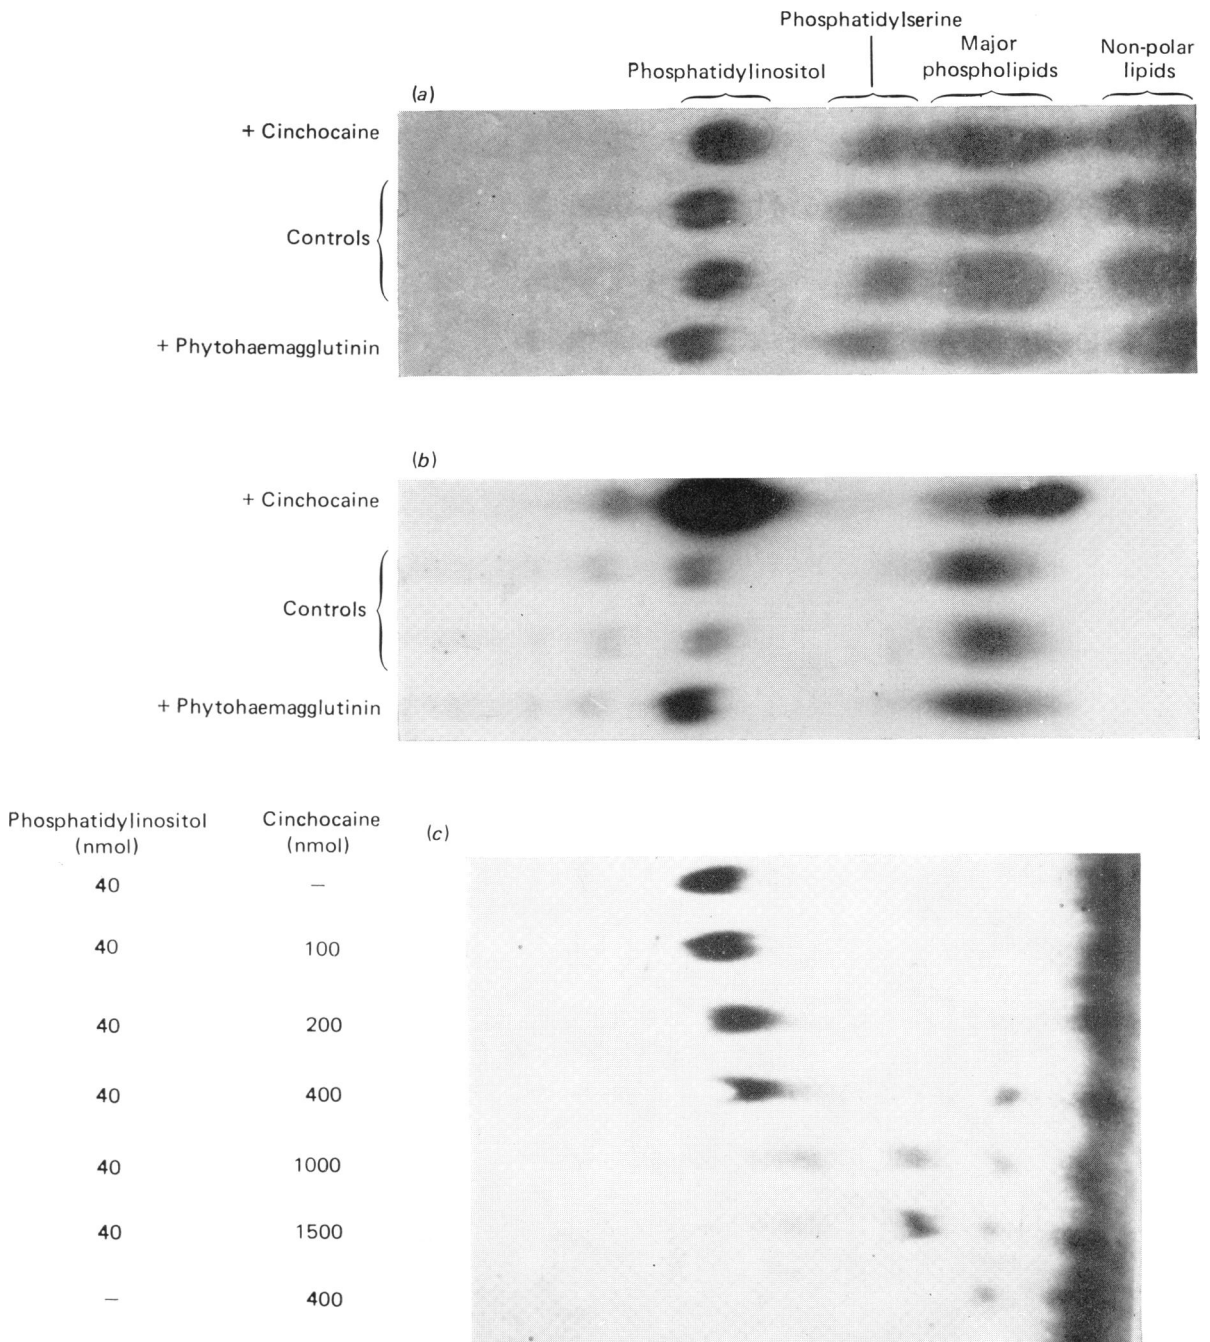 Phosphatidylserine
Phosphatidylinositol
Major
phospholipids
Non-polar
lipids
(a)
+ Cinchocaine
Controls
+ Phytohaemagglutinin
(b)
+ Cinchocaine
Controls
+ Phytohaemagglutinin
Phosphatidylinositol
(nmol)
Cinchocaine
(nmol)
(c)
40 —
40 100
40 200
40 400
40 1000
40 1500
— 400